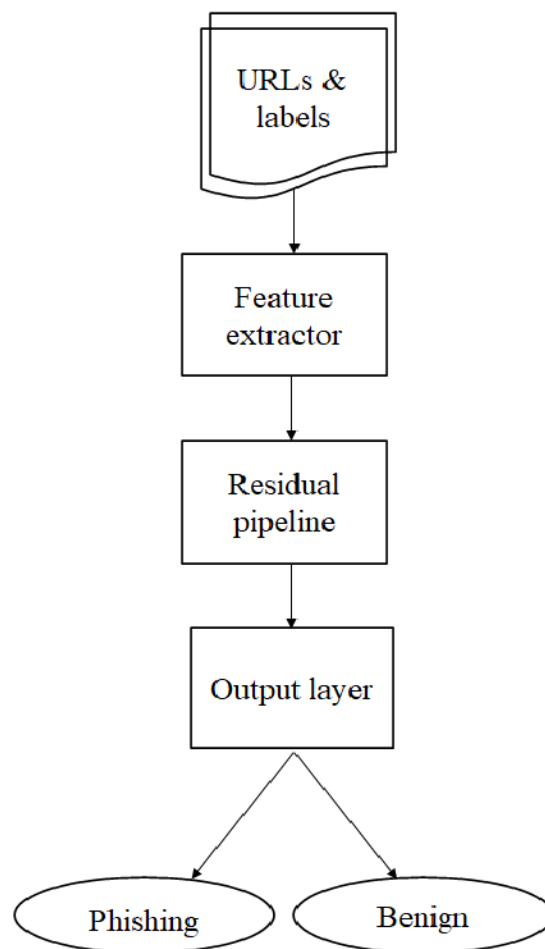 URLs &
labels
Feature
extractor
Residual
pipeline
Output layer
Phishing
Benign